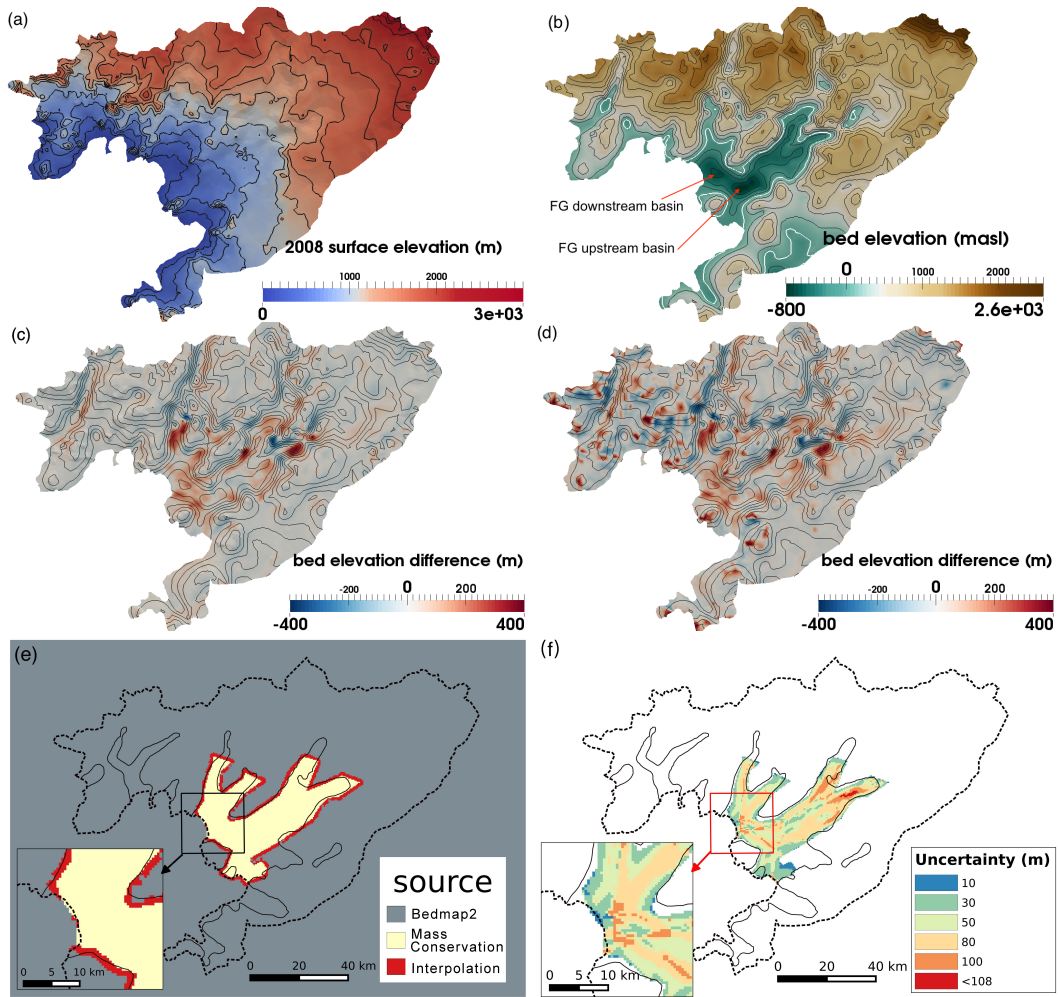 (a)
2008 surface elevation (m)
1000 2000
0 3e+03
(b)
FG downstream basin
FG upstream basin
bed elevation (masl)
0 1000 2000
-800 2.6e+03
(c)
bed elevation difference (m)
-200 0 200
-400 400
(d)
bed elevation difference (m)
-200 0 200
-400 400
(e)
0 5 10 km
0 20 40 km
source
Bedmap2
Mass
Conservation
Interpolation
(f)
0 5 10 km
0 20 40 km
Uncertainty (m)
10
30
50
80
100
<108